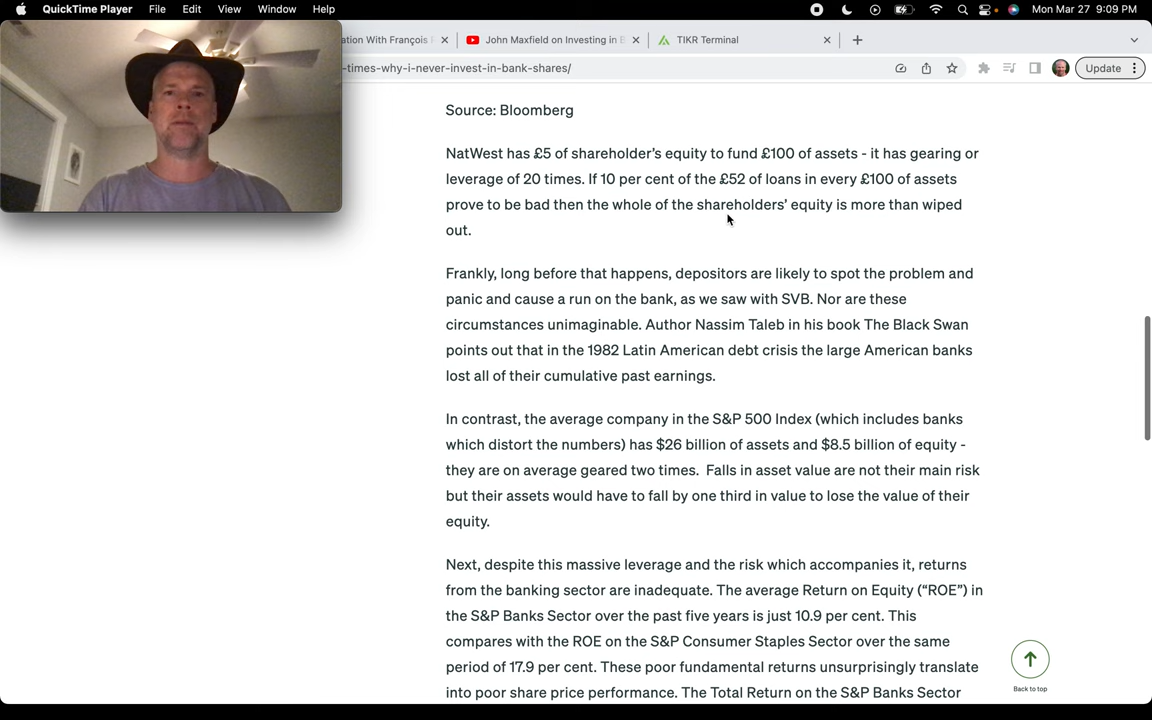 QuickTime Player File Edit View Window Help Mon Mar 27 9:09 PM
ation With François John Maxfield on Investing in B TIKR Terminal
-times-why-i-never-invest-in-bank-shares/ Update
Source: Bloomberg
NatWest has £5 of shareholder’s equity to fund £100 of assets - it has gearing or
leverage of 20 times. If 10 per cent of the £52 of loans in every £100 of assets
prove to be bad then the whole of the shareholders’ equity is more than wiped
out.
Frankly, long before that happens, depositors are likely to spot the problem and
panic and cause a run on the bank, as we saw with SVB. Nor are these
circumstances unimaginable. Author Nassim Taleb in his book The Black Swan
points out that in the 1982 Latin American debt crisis the large American banks
lost all of their cumulative past earnings.
In contrast, the average company in the S&P 500 Index (which includes banks
which distort the numbers) has $26 billion of assets and $8.5 billion of equity -
they are on average geared two times. Falls in asset value are not their main risk
but their assets would have to fall by one third in value to lose the value of their
equity.
Next, despite this massive leverage and the risk which accompanies it, returns
from the banking sector are inadequate. The average Return on Equity (“ROE”) in
the S&P Banks Sector over the past five years is just 10.9 per cent. This
compares with the ROE on the S&P Consumer Staples Sector over the same
period of 17.9 per cent. These poor fundamental returns unsurprisingly translate
into poor share price performance. The Total Return on the S&P Banks Sector
Back to top